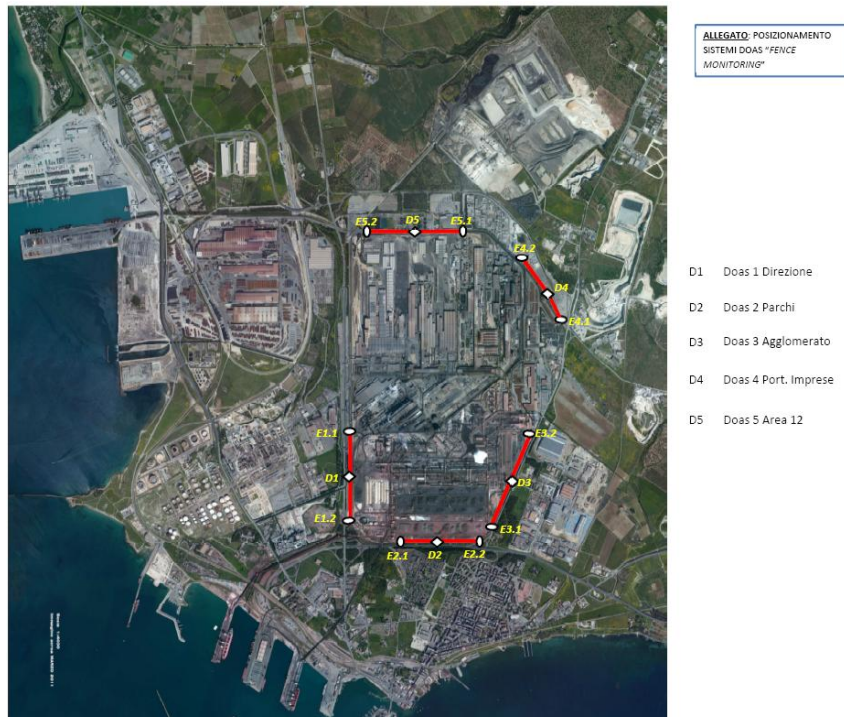 ALLEGATO: POSIZIONAMENTO
SISTEMI DOAS "FENCE
MONITORING"
E5.2
D5
E5.1
E4.2
D4
E4.1
D1 Doas 1 Direzione
D2 Doas 2 Parchi
D3 Doas 3 Agglomerato
D4 Doas 4 Port. Imprese
D5 Doas 5 Area 12
E1.1
E3.2
D1
D3
E1.2
E3.1
E2.1
D2
E2.2